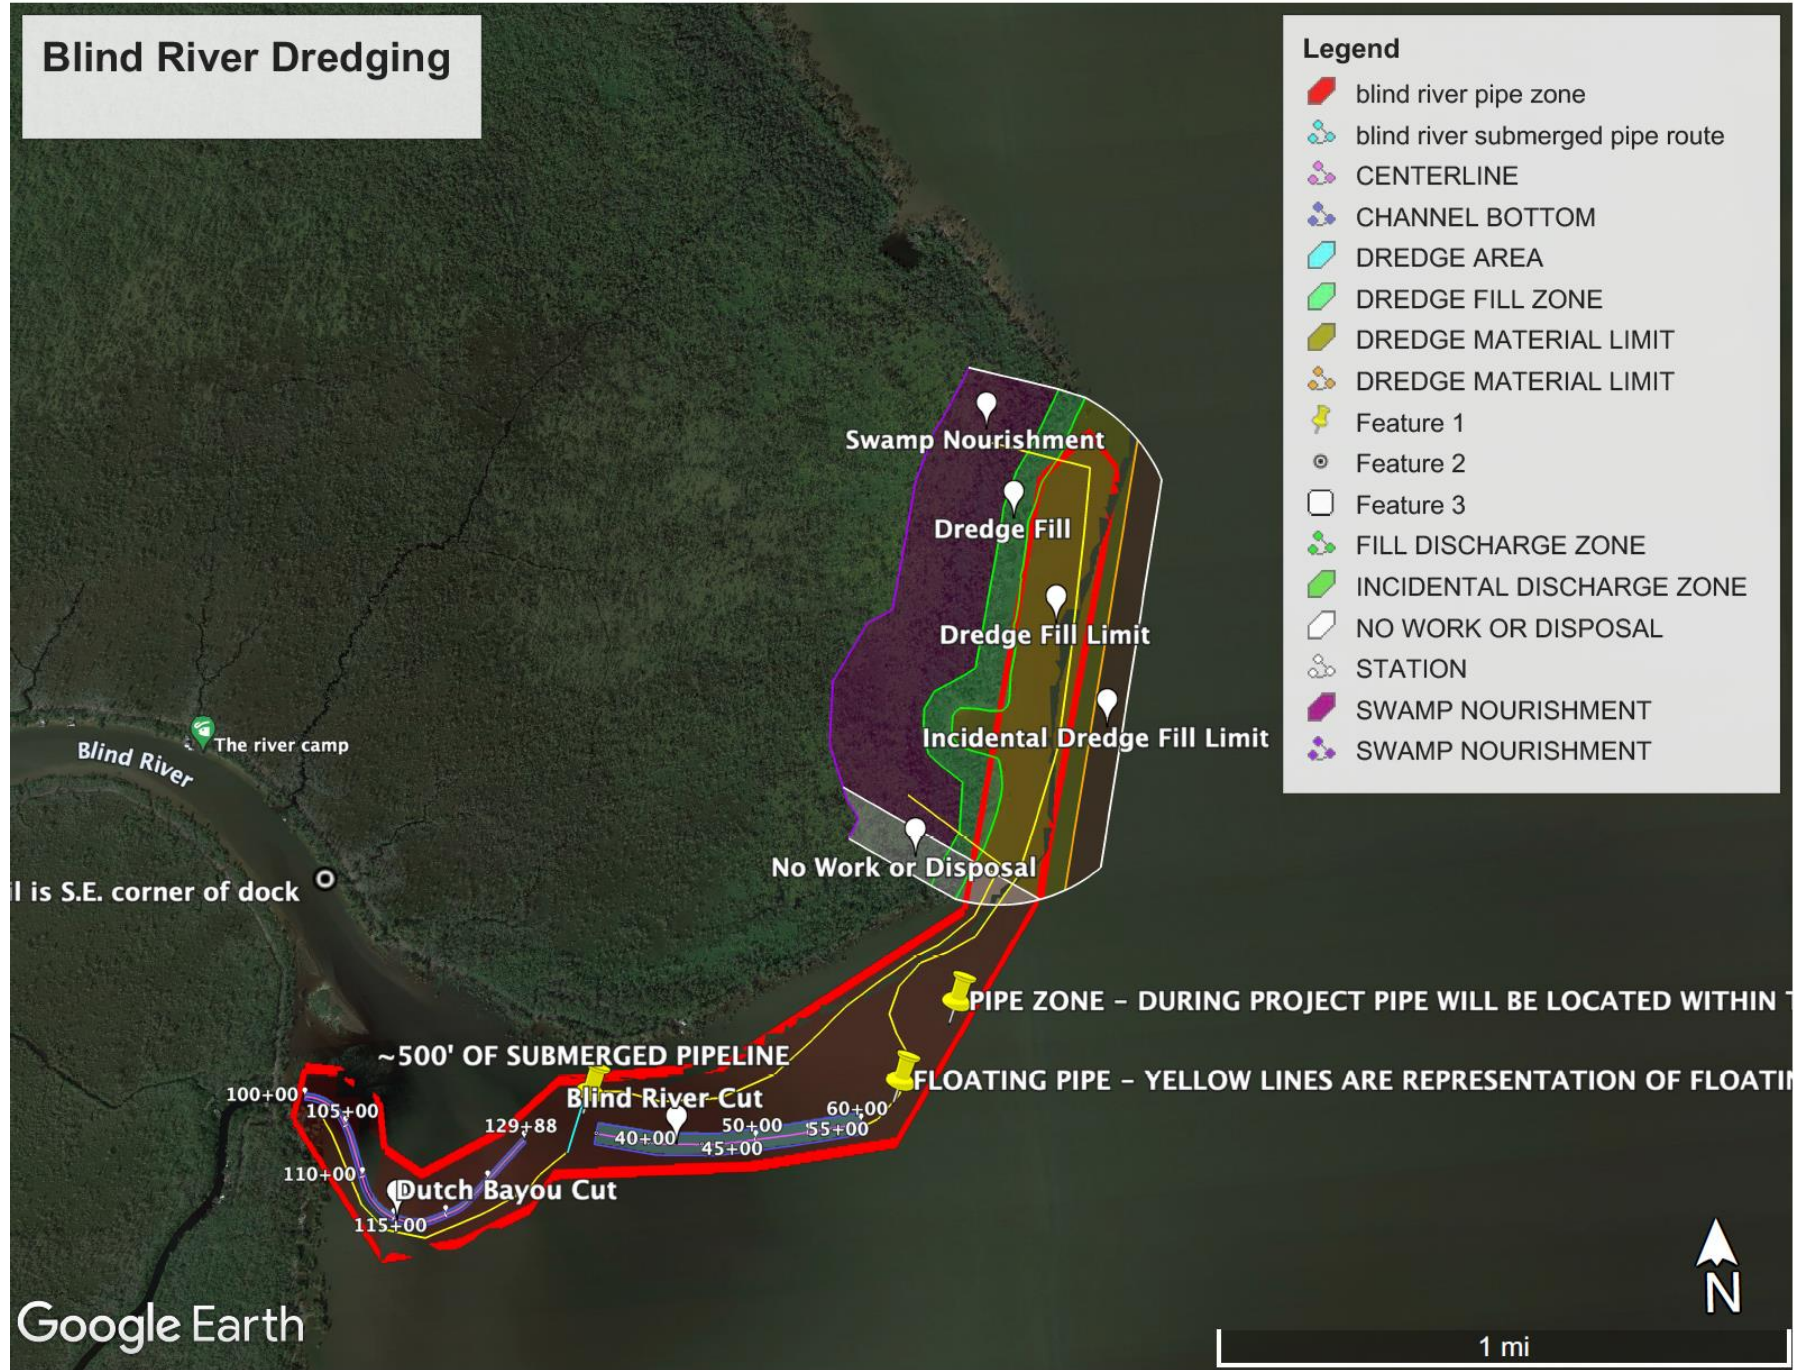 Blind River Dredging
Legend
blind river pipe zone
blind river submerged pipe route
CENTERLINE
CHANNEL BOTTOM
DREDGE AREA
DREDGE FILL ZONE
DREDGE MATERIAL LIMIT
DREDGE MATERIAL LIMIT
Feature 1
Feature 2
Feature 3
FILL DISCHARGE ZONE
INCIDENTAL DISCHARGE ZONE
NO WORK OR DISPOSAL
STATION
SWAMP NOURISHMENT
SWAMP NOURISHMENT
Swamp Nourishment
Dredge Fill
Dredge Fill Limit
Incidental Dredge Fill Limit
The river camp
Blind River
No Work or Disposal
il is S.E. corner of dock
PIPE ZONE – DURING PROJECT PIPE WILL BE LOCATED WITHIN
~500' OF SUBMERGED PIPELINE
FLOATING PIPE – YELLOW LINES ARE REPRESENTATION OF FLOATIN
100+00
Blind River Cut
105+00
60+00
129+88
50+00
55+00
40+00
45+00
110+00
Dutch Bayou Cut
115+00
N
Google Earth
1 mi